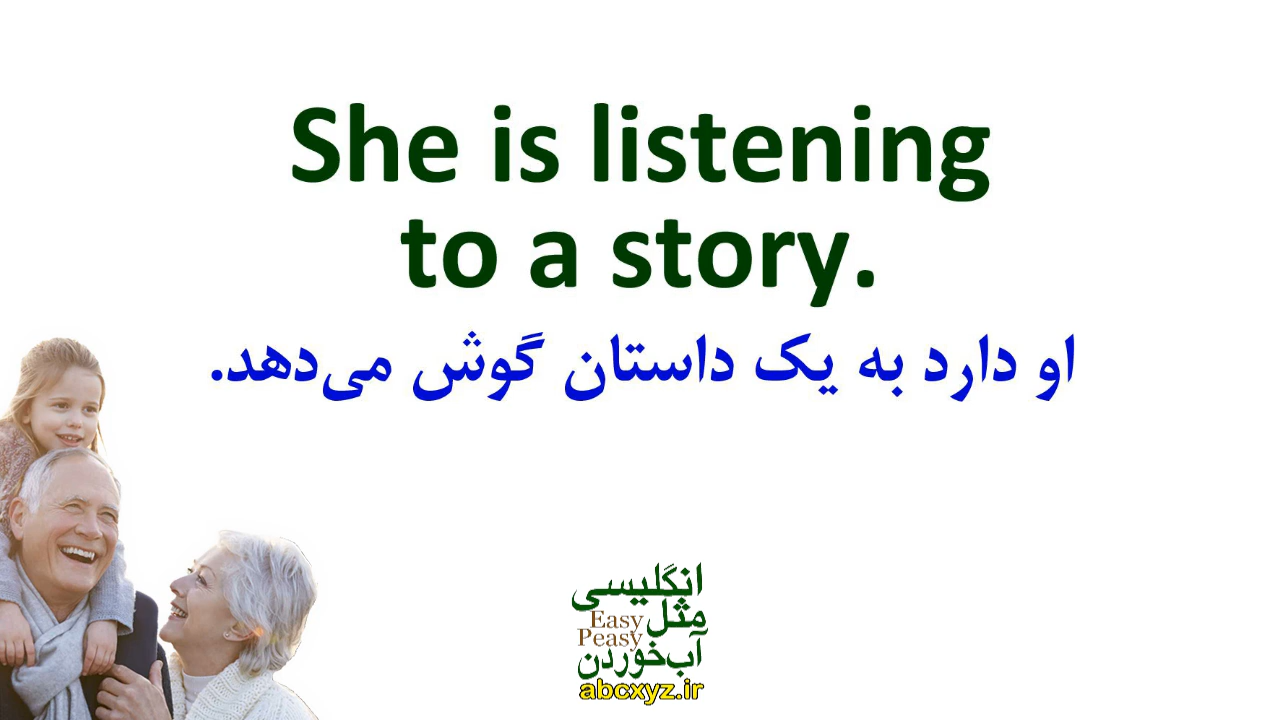 She is listening
to a story.
او دارد به یک داستان گوش می‌دهد.
انگلیسی
مثل
Easy
Peasy
آب‌خوردن
abcxyz.ir